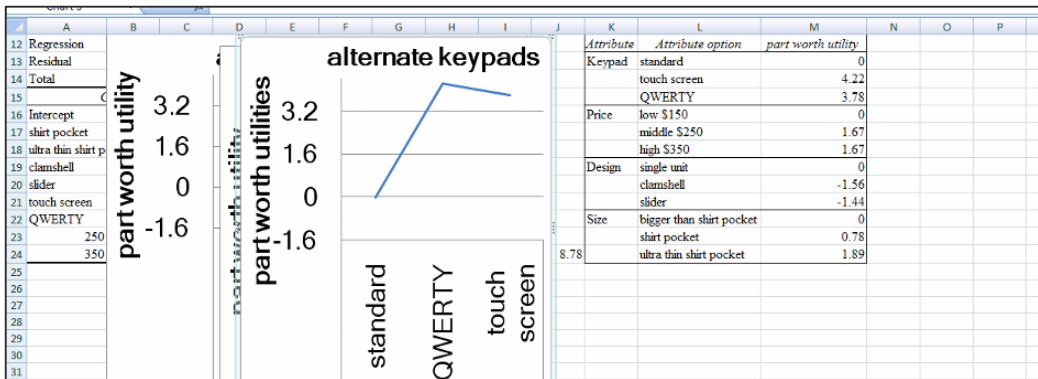 A B C D E F G H I J K L M N O P
12 Regression Attribute Attribute option part worth utility
13 Residual Keypad standard 0
14 Total touch screen 4.22
15 QWERTY 3.78
16 Intercept Price low $150 0
17 shirt pocket middle $250 1.67
18 ultra thin shirt p high $350 1.67
19 clamshell Design single unit 0
20 slider clamshell -1.56
21 touch screen slider -1.44
22 QWERTY Size bigger than shirt pocket 0
23 250 shirt pocket 0.78
24 350 8.78 ultra thin shirt pocket 1.89
25
26
27
28
29
30
31
part worth utility
3.2
1.6
0
-1.6
part worth utilities
alternate keypads
part worth utilities
3.2
1.6
0
-1.6
standard
QWERTY
touch
screen